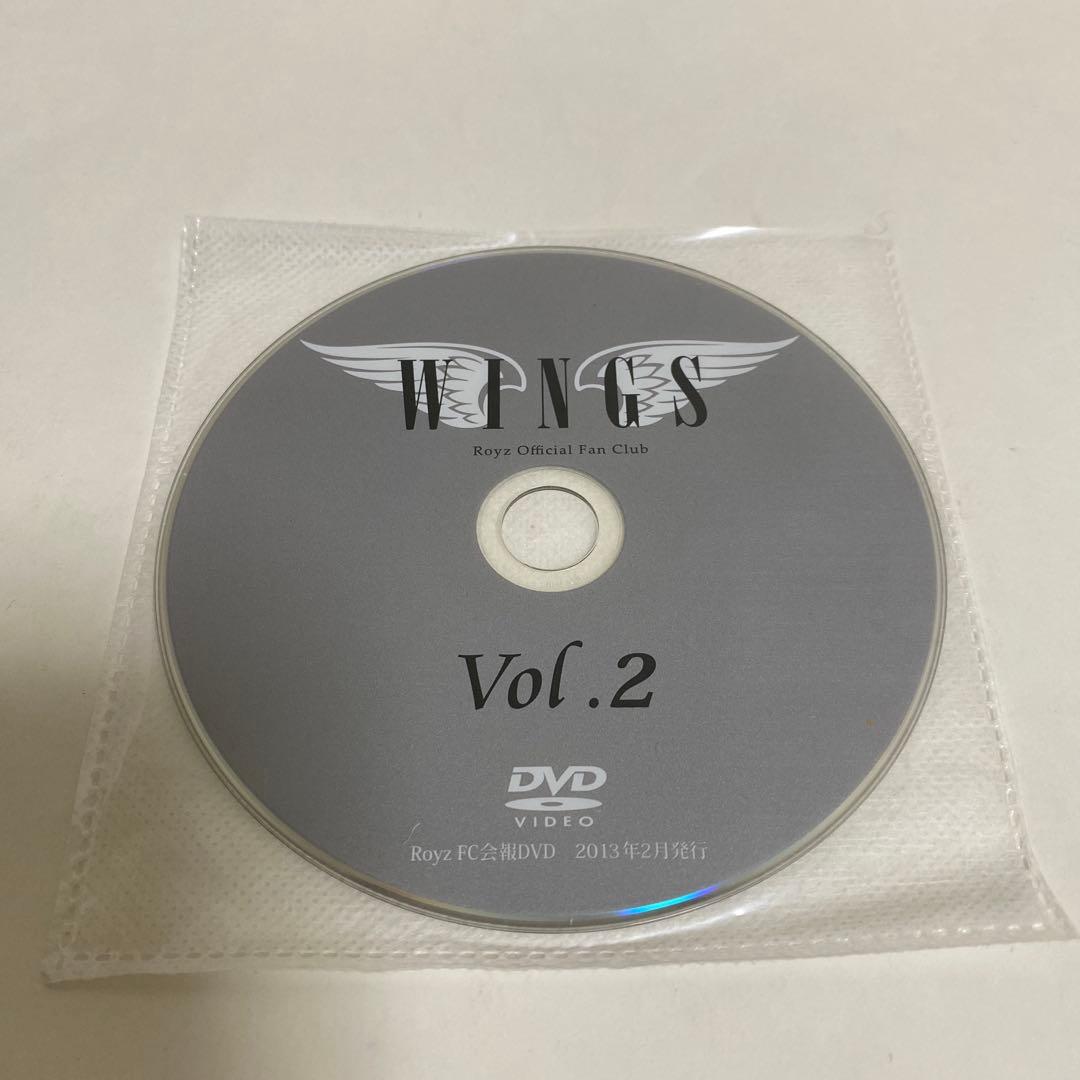 WINGS
Royz Official Fan Club
Vol.2
DVD
VIDEO
Royz FC会報DVD 2013年2月発行